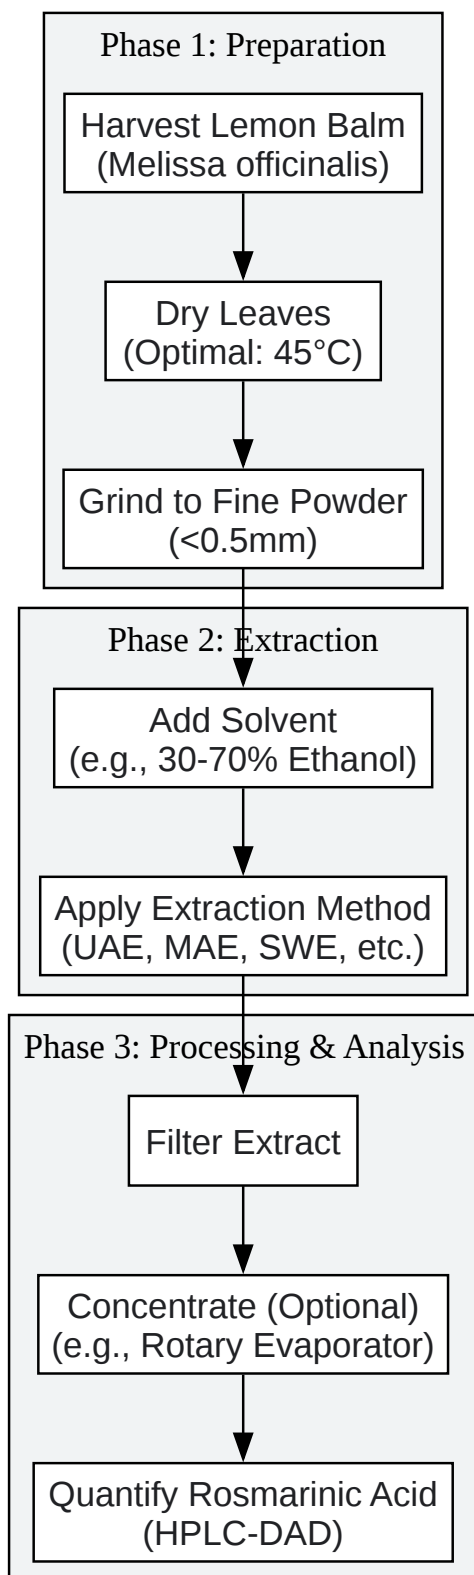 Phase 1: Preparation
Harvest Lemon Balm
(Melissa officinalis)
Dry Leaves
(Optimal: 45°C)
Grind to Fine Powder
(<0.5mm)
Phase 2: Extraction
Add Solvent
(e.g., 30-70% Ethanol)
Apply Extraction Method
(UAE, MAE, SWE, etc.)
Phase 3: Processing & Analysis
Filter Extract
Concentrate (Optional)
(e.g., Rotary Evaporator)
Quantify Rosmarinic Acid
(HPLC-DAD)